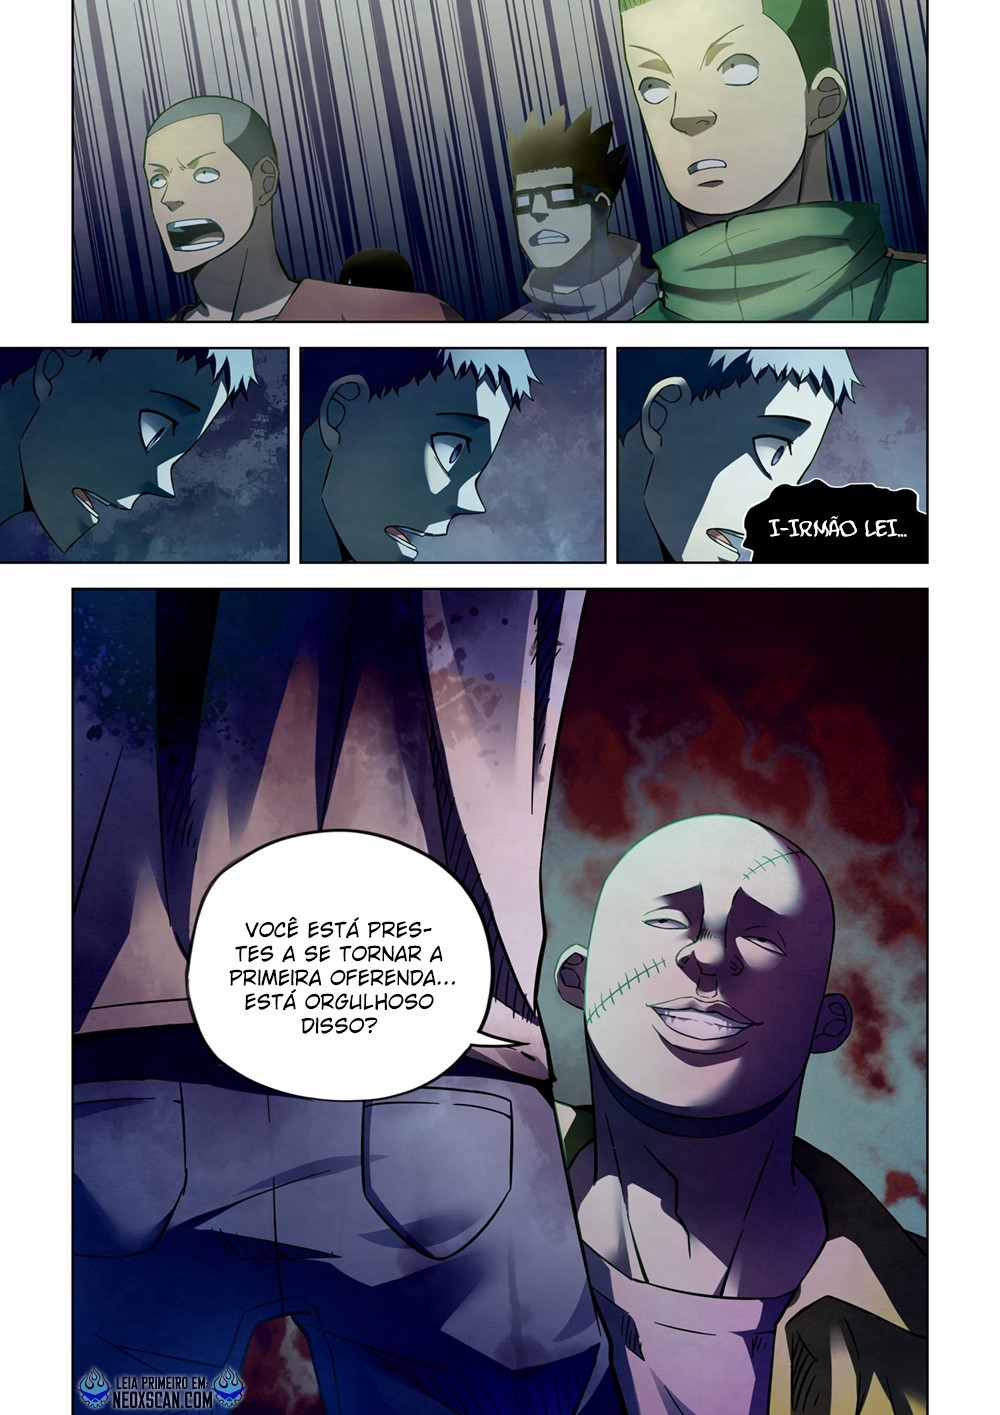 I-IRMÃO LEI...
VOCÊ ESTÁ PRES-
TES A SE TORNAR A
PRIMEIRA OFERENDA...
ESTÁ ORGULHOSO
DISSO?
LEIA PRIMEIRO EM:
NEOXSCAN.COM